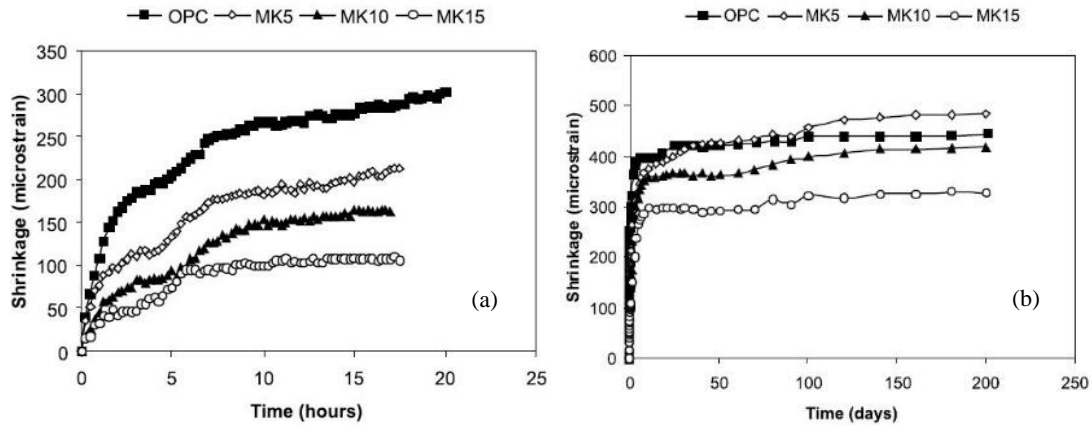 OPC MK5 MK10 MK15
350
300
250
200
150
100
50
0
Shrinkage (microstrain)
0 5 10 15 20 25
Time (hours)
(a)
OPC MK5 MK10 MK15
600
500
400
300
200
100
0
Shrinkage (microstrain)
0 50 100 150 200 250
Time (days)
(b)